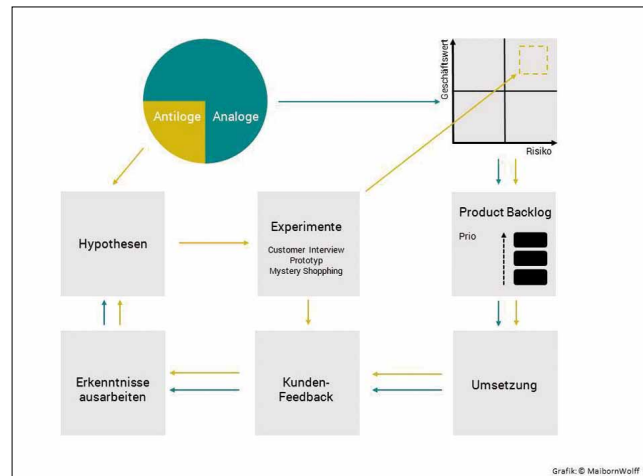 Antiloge
Analoge
Geschäftswert
Risiko
Hypothesen
Experimente
Customer Interview
Prototyp
Mystery Shopphing
Product Backlog
Prio
Erkenntnisse
ausarbeiten
Kunden-
Feedback
Umsetzung
Grafik: © MaibornWolff